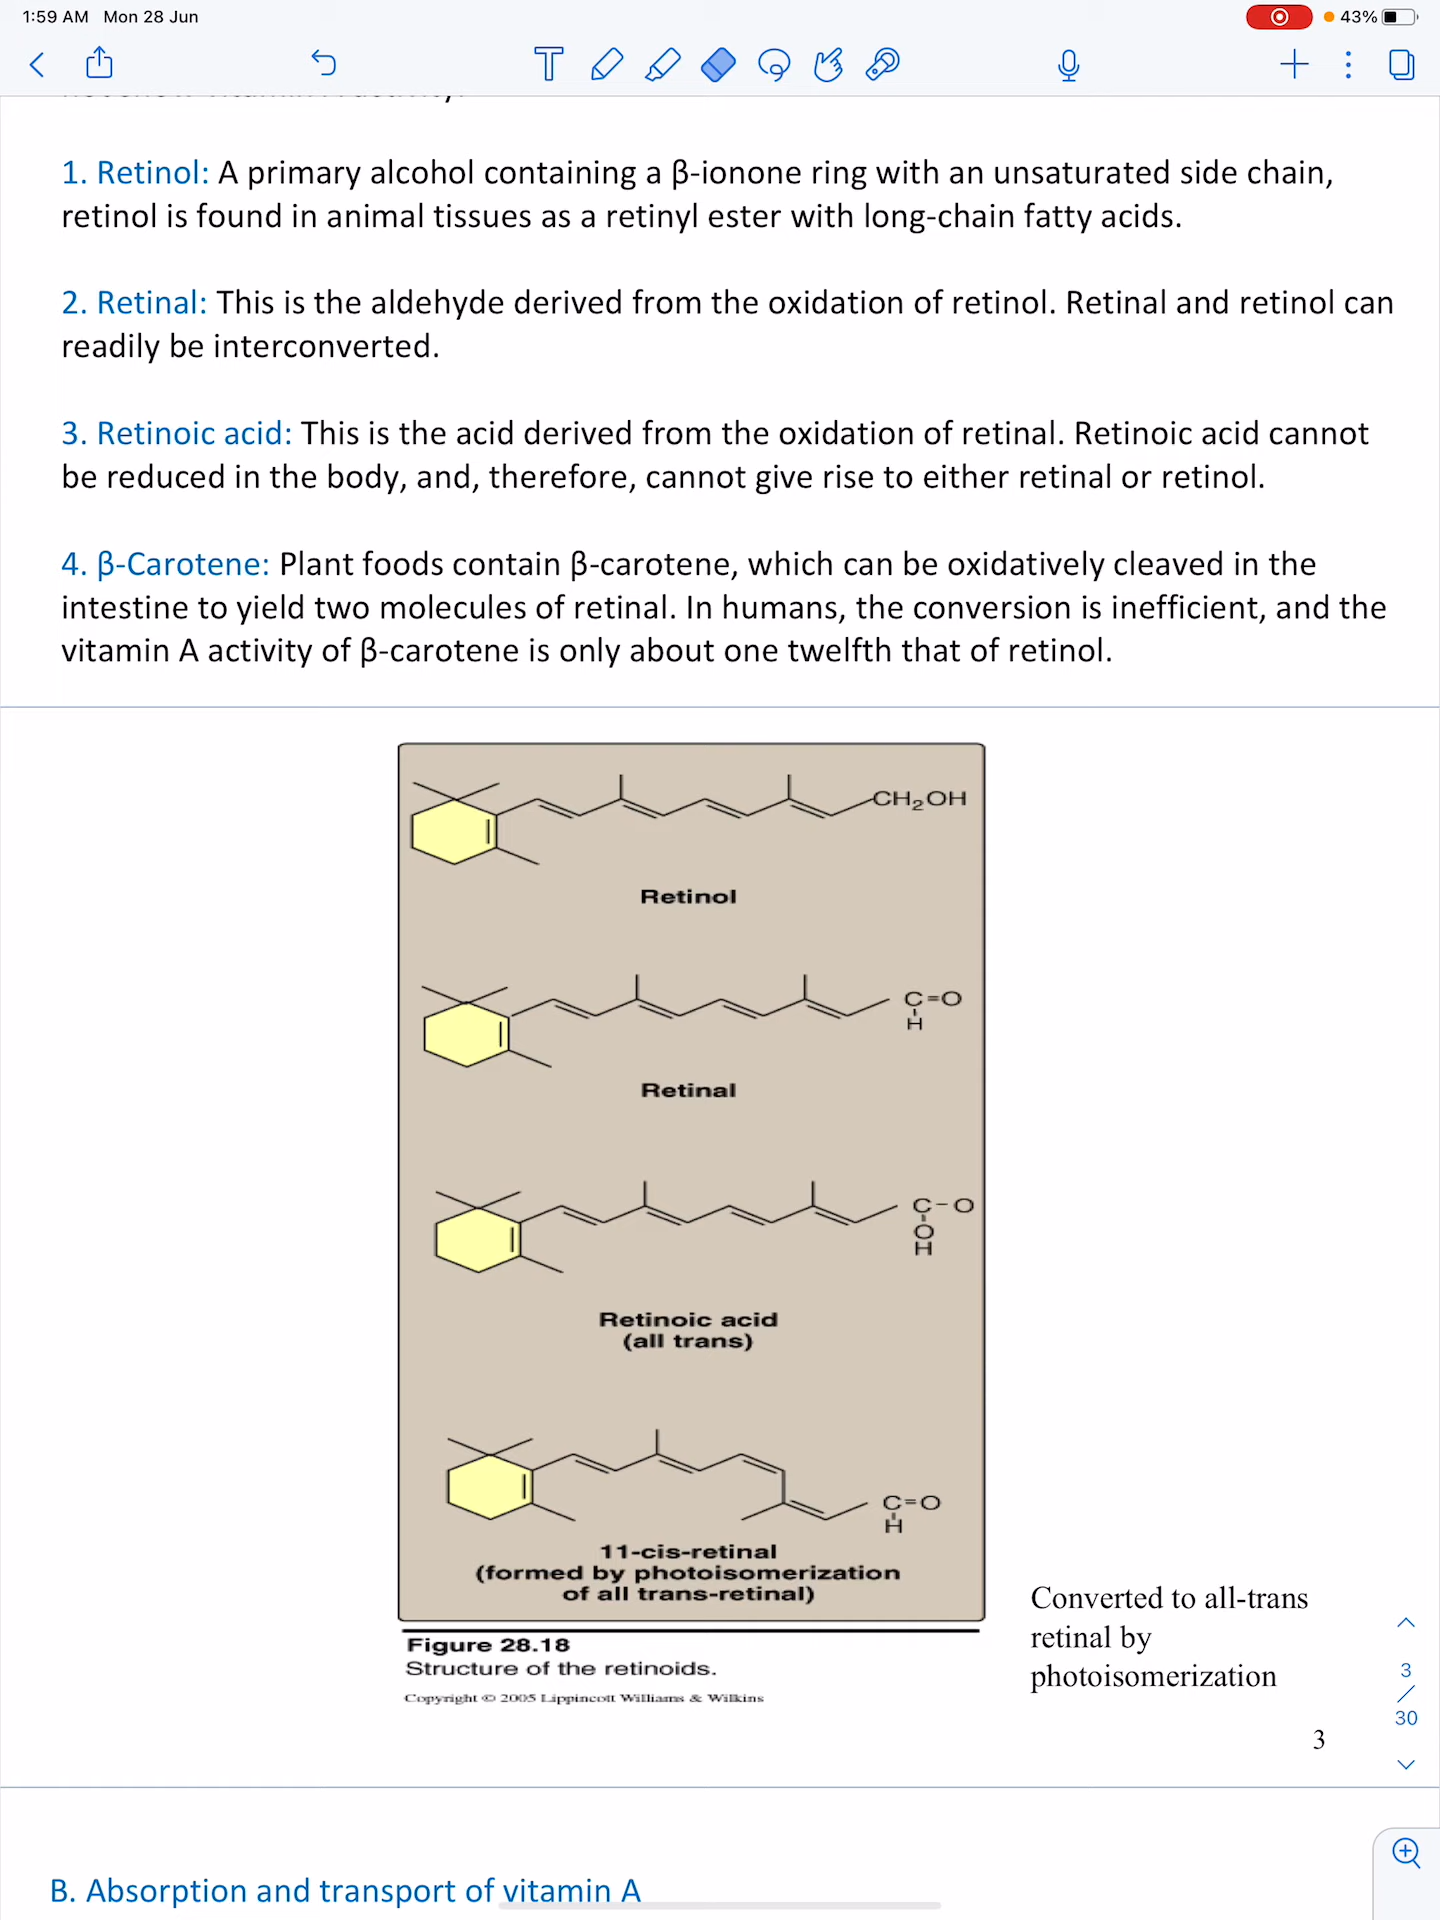 1:59 AM Mon 28 Jun
43%
1. Retinol: A primary alcohol containing a β-ionone ring with an unsaturated side chain,
retinol is found in animal tissues as a retinyl ester with long-chain fatty acids.
2. Retinal: This is the aldehyde derived from the oxidation of retinol. Retinal and retinol can
readily be interconverted.
3. Retinoic acid: This is the acid derived from the oxidation of retinal. Retinoic acid cannot
be reduced in the body, and, therefore, cannot give rise to either retinal or retinol.
4. β-Carotene: Plant foods contain β-carotene, which can be oxidatively cleaved in the
intestine to yield two molecules of retinal. In humans, the conversion is inefficient, and the
vitamin A activity of β-carotene is only about one twelfth that of retinol.
CH₂OH
Retinol
C=O
H
Retinal
C-O
O
H
Retinoic acid
(all trans)
C=O
H
11-cis-retinal
(formed by photoisomerization
of all trans-retinal)
Figure 28.18
Structure of the retinoids.
Copyright © 2005 Lippincott Williams & Wilkins
Converted to all-trans
retinal by
photoisomerization
3
3
/
30
B. Absorption and transport of vitamin A